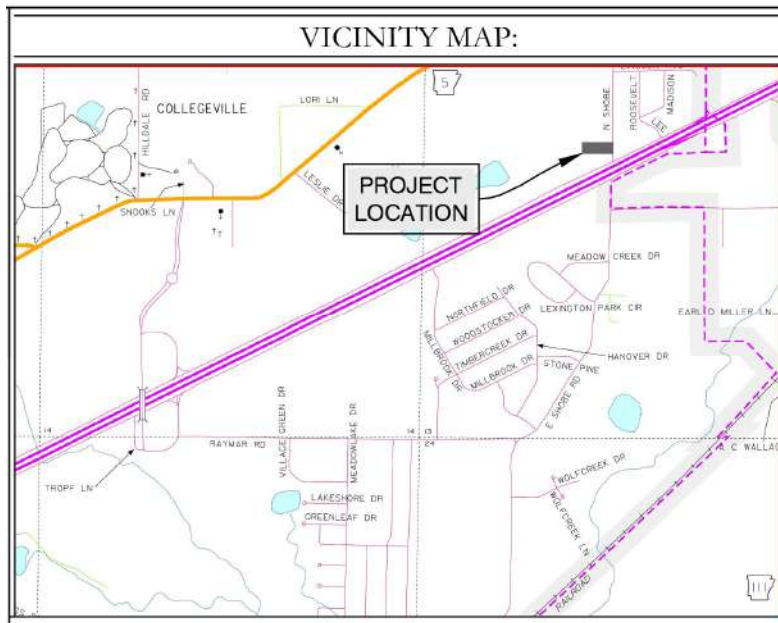 VICINITY MAP:
5
LORI LN
COLLEGEVILLE
HILLDALE RD
N SHOBE
ROOSEVELT
MADISON
LEE
LESLIE DR
PROJECT
LOCATION
SNOOKS LN
MEADOW CREEK DR
NORTHFIELD DR
LEXINGTON PARK CIR
EARL D MILLER LN
WOODSTOCKER DR
TIMBERCREEK DR
HANOVER DR
MILLBROOK DR
MILLBROOK DR
STONE PINE
E SHOBE RD
14
14 13
24
RAYMAR RD
VILLAGE GREEN DR
MEADOWLAKE DR
A C WALLAC
TROPF LN
WOLFCREEK DR
LAKESHORE DR
GREENLEAF DR
WOLFCREEK LN
RAILROAD
111